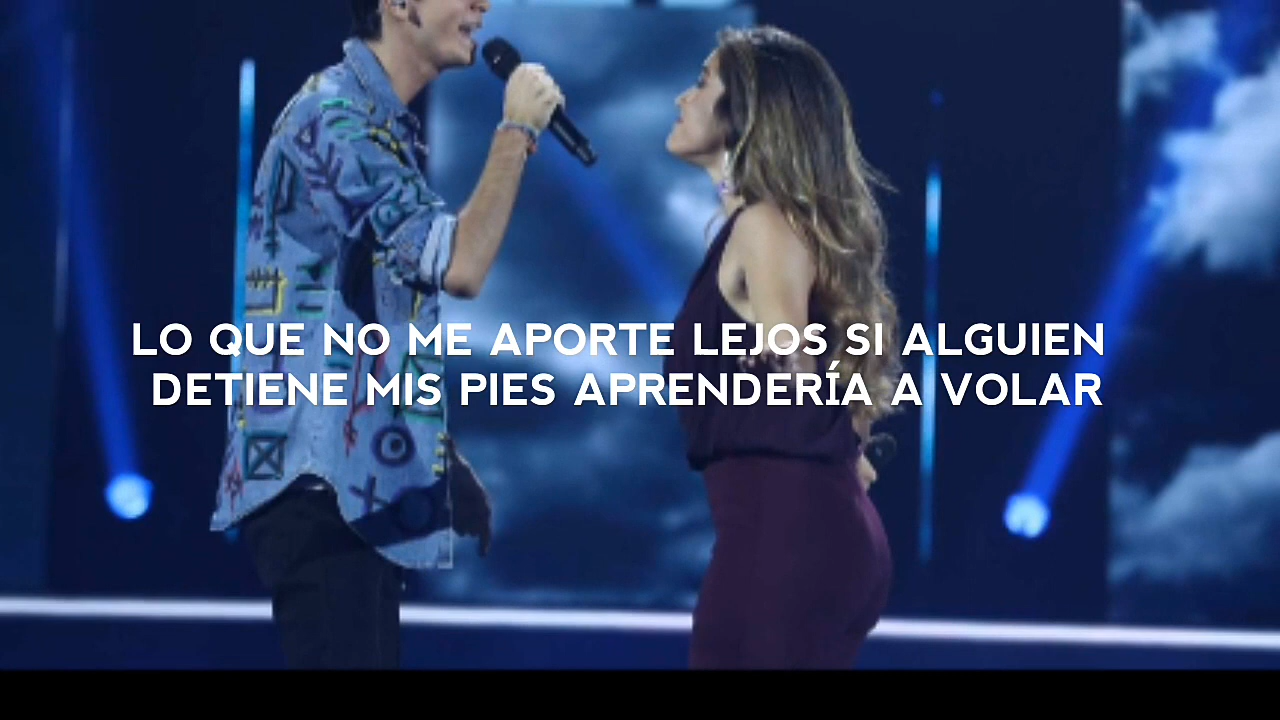 LO QUE NO ME APORTE LEJOS SI ALGUIEN
DETIENE MIS PIES APRENDERÍA A VOLAR